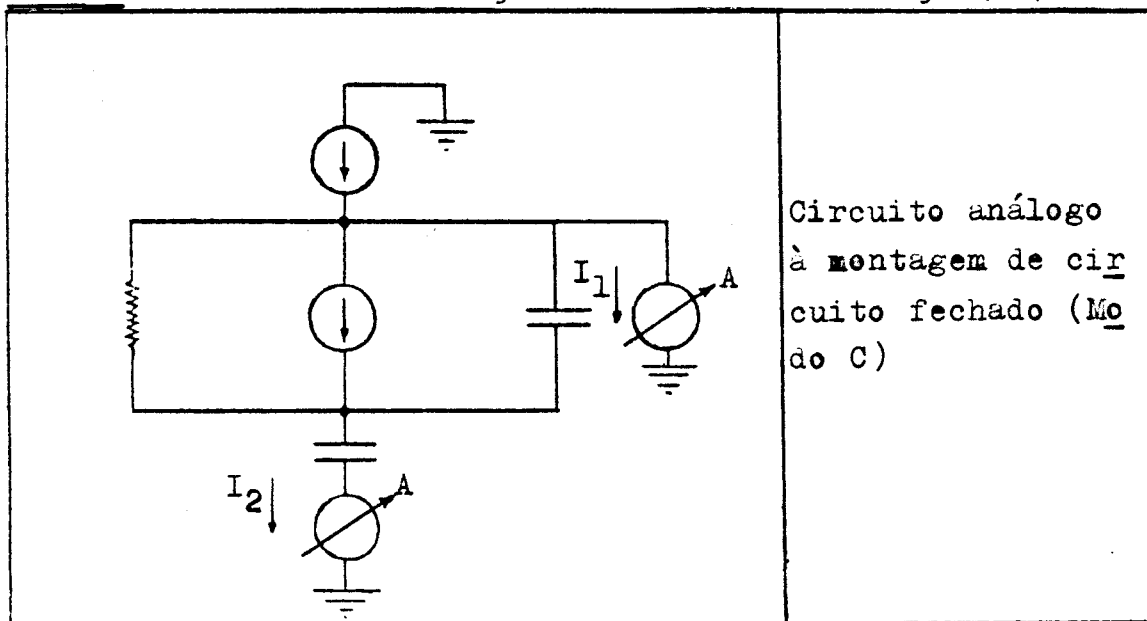 I1
A
I2
A
Circuito análogo
à montagem de cir
cuito fechado (Mo
do C)